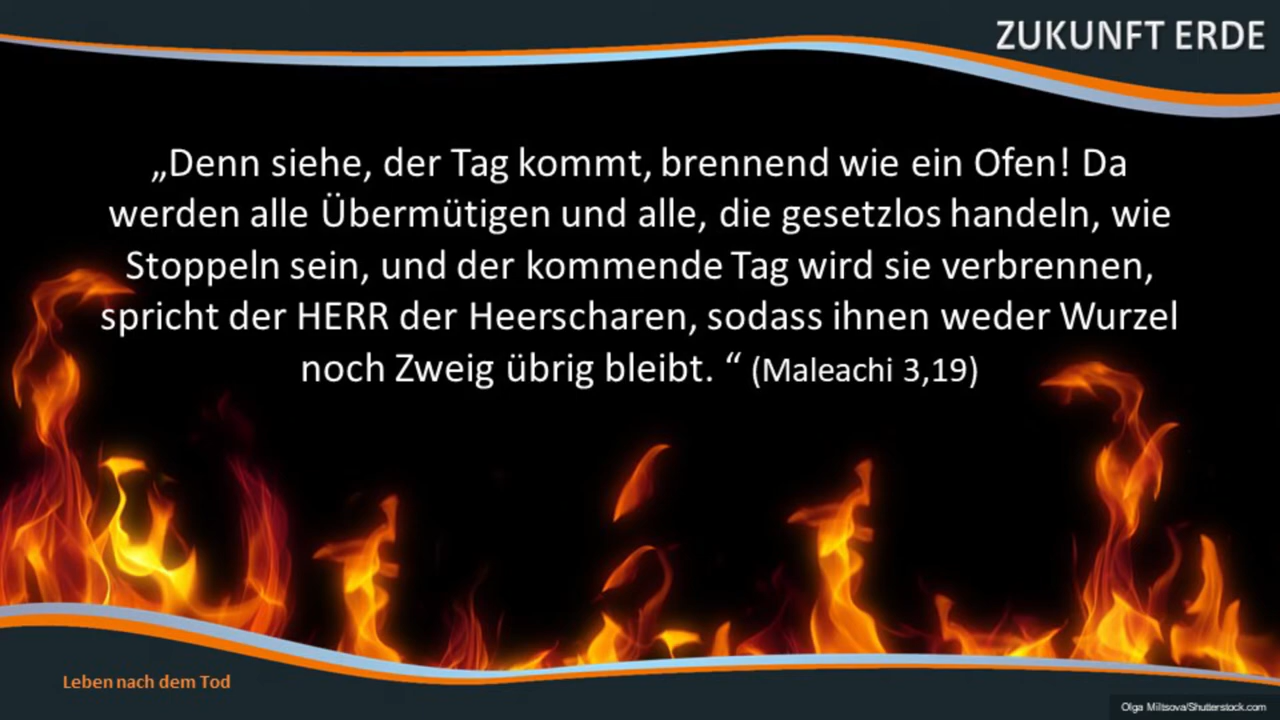 ZUKUNFT ERDE
„Denn siehe, der Tag kommt, brennend wie ein Ofen! Da
werden alle Übermütigen und alle, die gesetzlos handeln, wie
Stoppeln sein, und der kommende Tag wird sie verbrennen,
spricht der HERR der Heerscharen, sodass ihnen weder Wurzel
noch Zweig übrig bleibt. “ (Maleachi 3,19)
Leben nach dem Tod
Olga Miltsova/Shutterstock.com